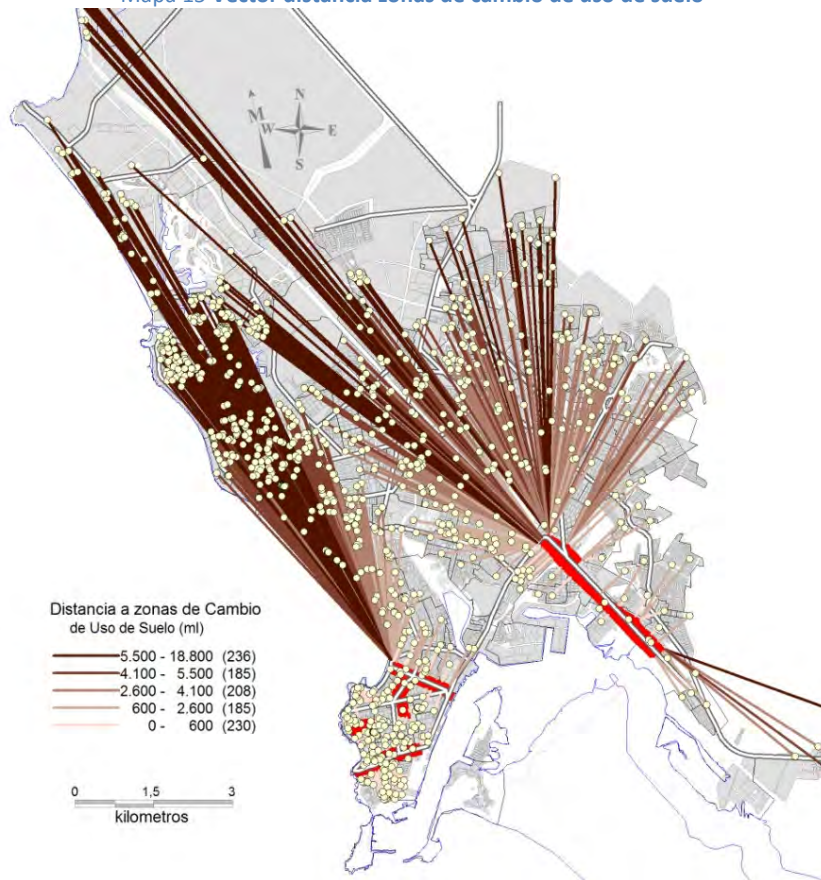 Mapa 13 Vector distancia zonas de cambio de uso de suelo
N
M
W E
S
Distancia a zonas de Cambio
de Uso de Suelo (ml)
5.500 - 18.800 (236)
4.100 - 5.500 (185)
2.600 - 4.100 (208)
600 - 2.600 (185)
0 - 600 (230)
0 1,5 3
kilometros